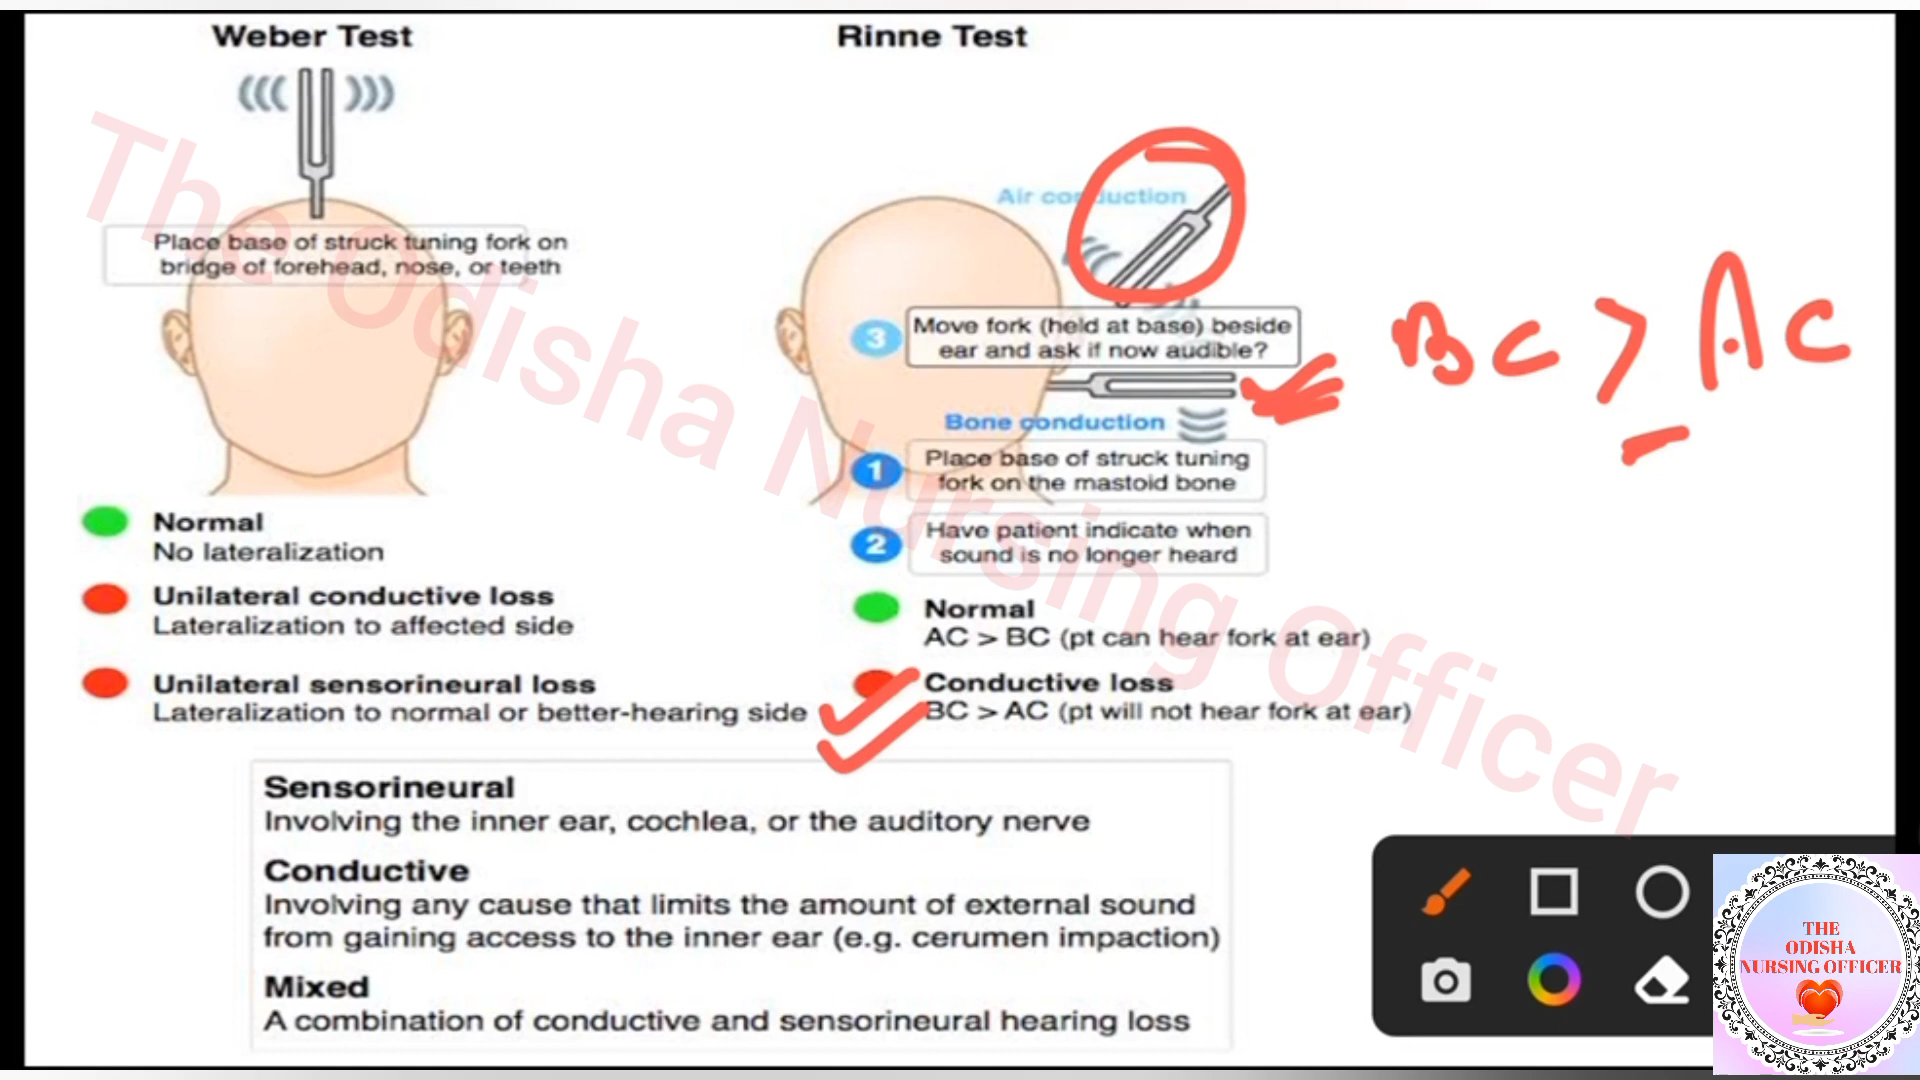 Weber Test
Place base of struck tuning fork on
bridge of forehead, nose, or teeth
Normal
No lateralization
Unilateral conductive loss
Lateralization to affected side
Unilateral sensorineural loss
Lateralization to normal or better-hearing side
Rinne Test
Air conduction
3
Move fork (held at base) beside
ear and ask if now audible?
Bone conduction
1
Place base of struck tuning
fork on the mastoid bone
2
Have patient indicate when
sound is no longer heard
Normal
AC > BC (pt can hear fork at ear)
Conductive loss
BC > AC (pt will not hear fork at ear)
BC > AC
Sensorineural
Involving the inner ear, cochlea, or the auditory nerve
Conductive
Involving any cause that limits the amount of external sound
from gaining access to the inner ear (e.g. cerumen impaction)
Mixed
A combination of conductive and sensorineural hearing loss
The Odisha Nursing Officer
THE
ODISHA
NURSING OFFICER